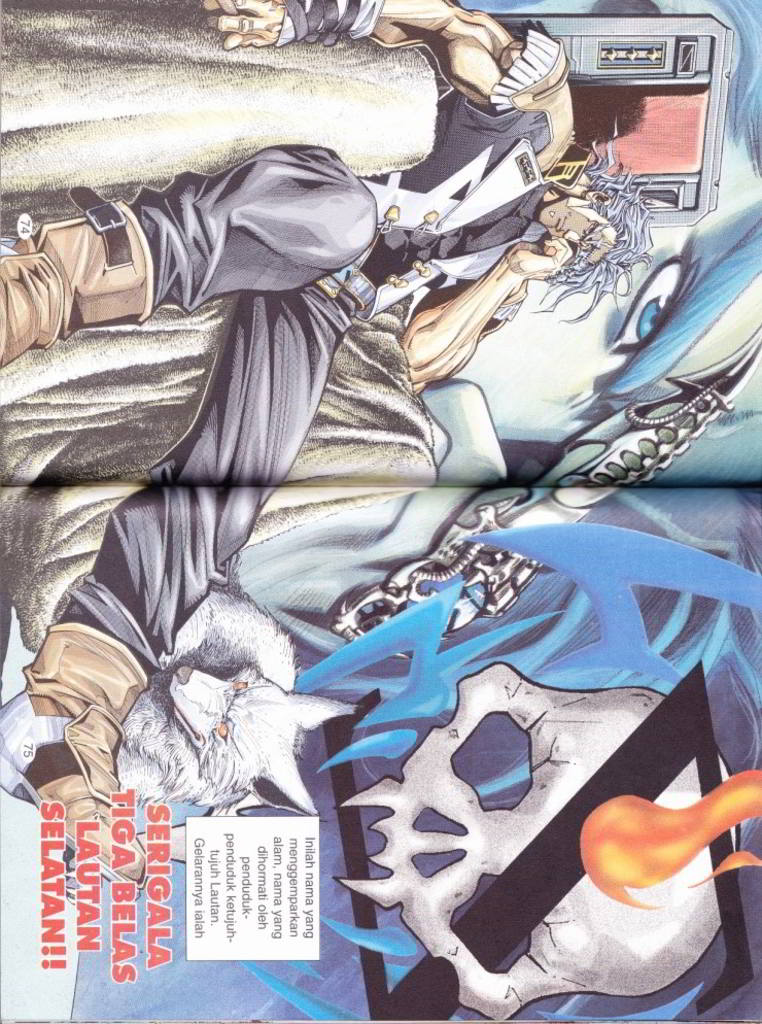 74
Inilah nama yang
menggemparkan
alam, nama yang
dihormati oleh
penduduk-
penduduk ketujuh-
tujuh Lautan.
Gelarannya ialah
SERIGALA
TIGA BELAS
LAUTAN
SELATAN!!
75